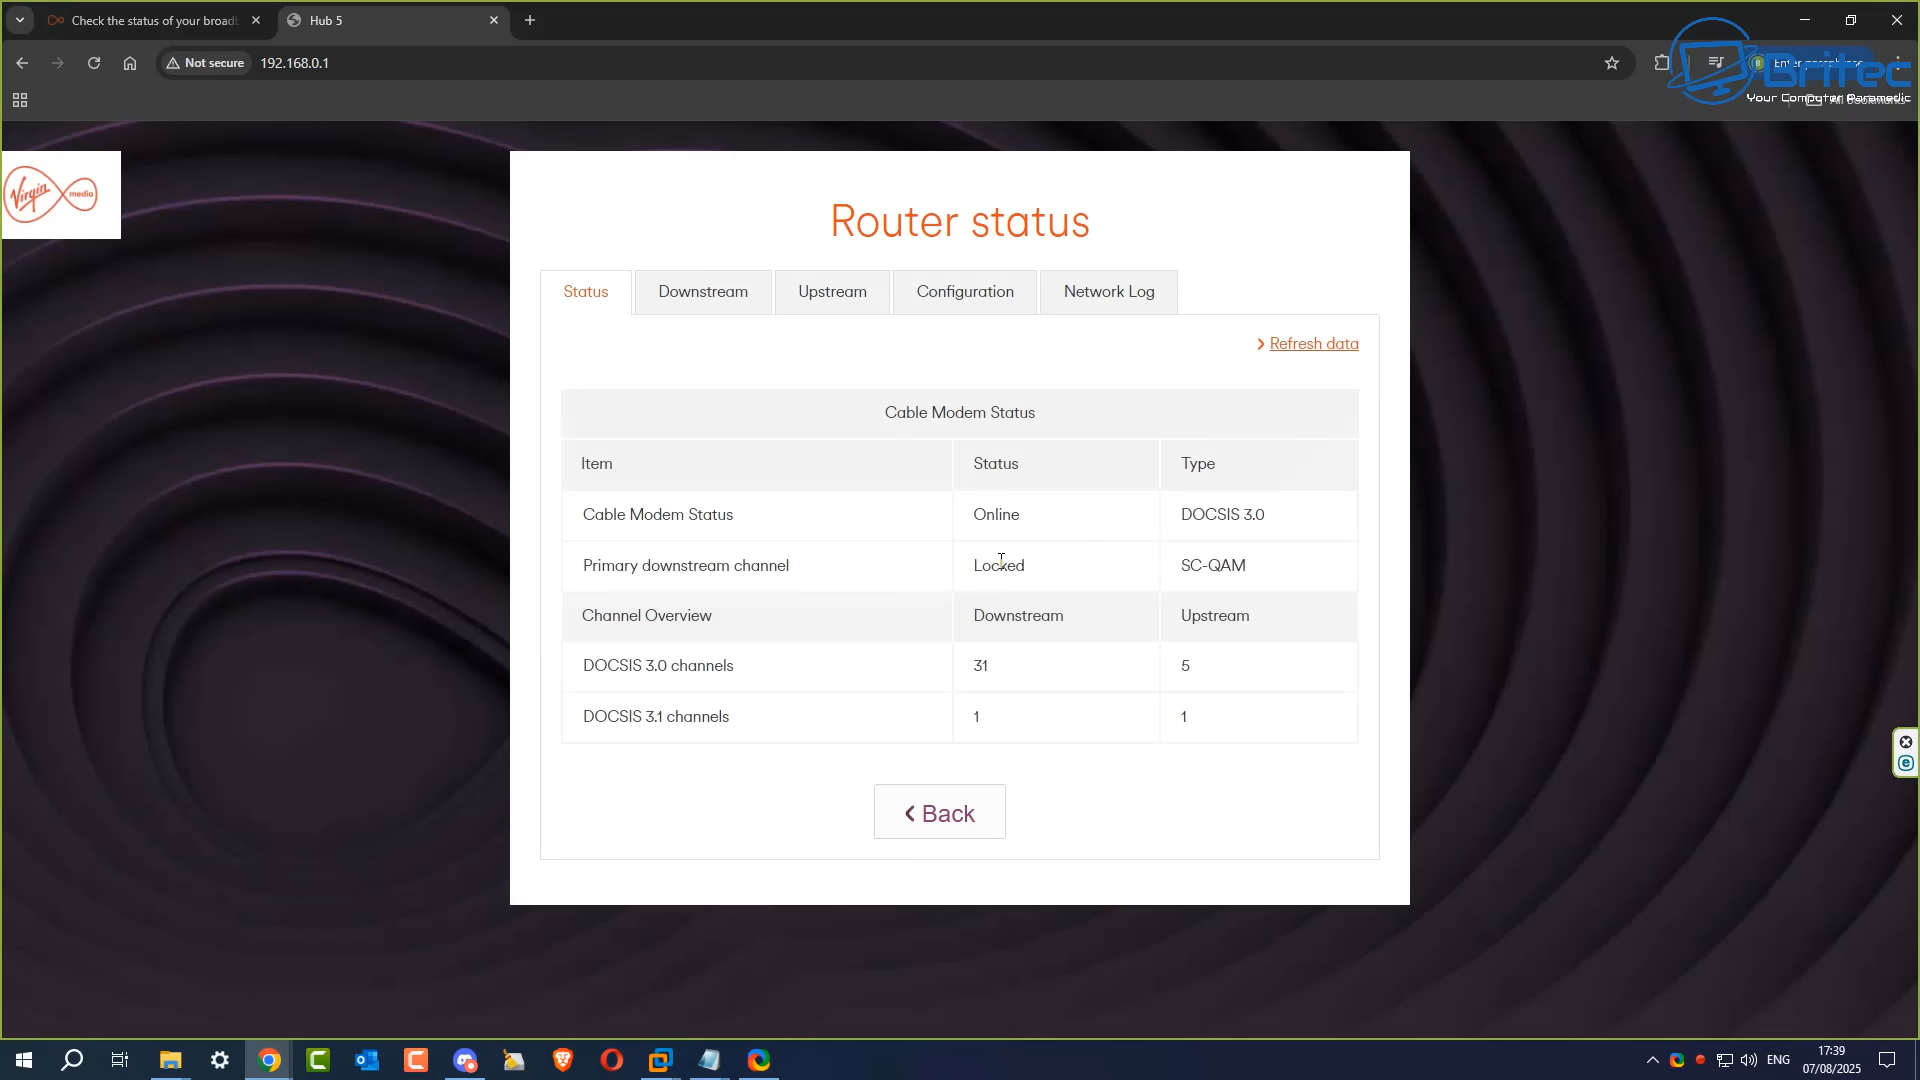 Check the status of your broad
Hub 5
Not secure
192.168.0.1
Britec
Your Computer Paramedic
Virgin media
Router status
Status
Downstream
Upstream
Configuration
Network Log
Refresh data
Cable Modem Status
Item Status Type
Cable Modem Status Online DOCSIS 3.0
Primary downstream channel Locked SC-QAM
Channel Overview Downstream Upstream
DOCSIS 3.0 channels 31 5
DOCSIS 3.1 channels 1 1
Back
ENG
17:39
07/08/2025